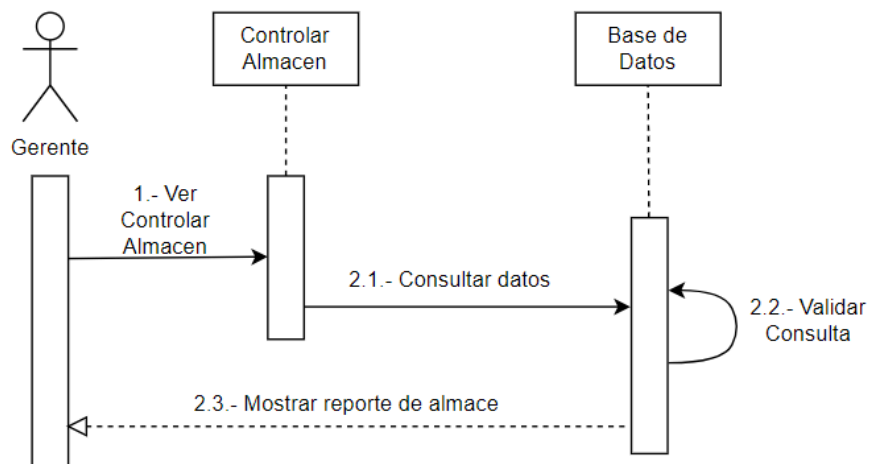 Controlar
Almacen
Base de
Datos
Gerente
1.- Ver
Controlar
Almacen
2.1.- Consultar datos
2.2.- Validar
Consulta
2.3.- Mostrar reporte de almace